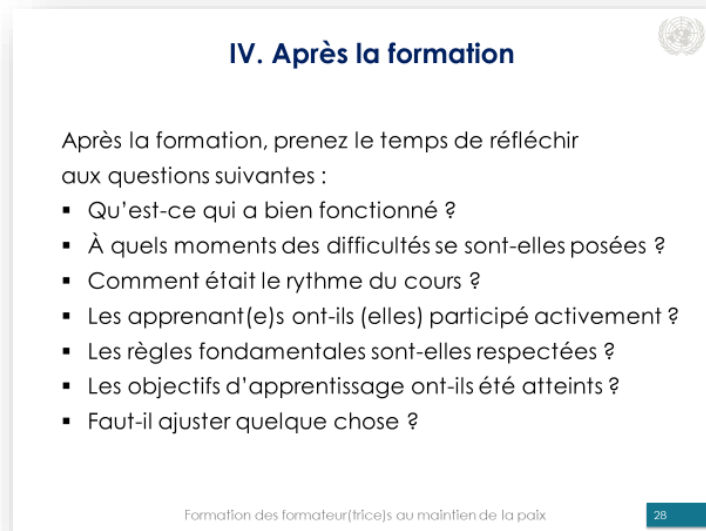 IV. Après la formation
Après la formation, prenez le temps de réfléchir
aux questions suivantes :
▪ Qu'est-ce qui a bien fonctionné ?
▪ À quels moments des difficultés se sont-elles posées ?
▪ Comment était le rythme du cours ?
▪ Les apprenant(e)s ont-ils (elles) participé activement ?
▪ Les règles fondamentales sont-elles respectées ?
▪ Les objectifs d'apprentissage ont-ils été atteints ?
▪ Faut-il ajuster quelque chose ?
Formation des formateur(trice)s au maintien de la paix
28